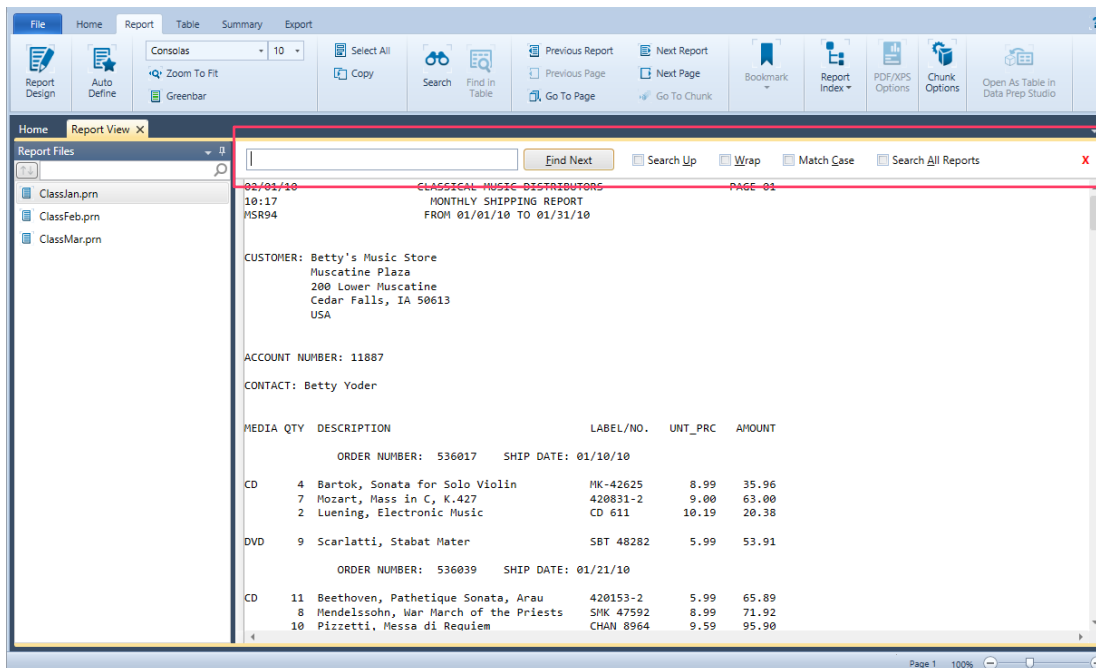 File Home Report Table Summary Export ?
Report Design
Auto Define
Consolas 10
Zoom To Fit
Greenbar
Select All
Copy
Search
Find in Table
Previous Report
Previous Page
Go To Page
Next Report
Next Page
Go To Chunk
Bookmark
Report Index
PDF/XPS Options
Chunk Options
Open As Table in Data Prep Studio
Home Report View X
Report Files
ClassJan.prn
ClassFeb.prn
ClassMar.prn
Find Next Search Up Wrap Match Case Search All Reports X
02/01/10 CLASSICAL MUSIC DISTRIBUTORS PAGE 01
10:17 MONTHLY SHIPPING REPORT
MSR94 FROM 01/01/10 TO 01/31/10
CUSTOMER: Betty's Music Store
Muscatine Plaza
200 Lower Muscatine
Cedar Falls, IA 50613
USA
ACCOUNT NUMBER: 11887
CONTACT: Betty Yoder
MEDIA QTY DESCRIPTION LABEL/NO. UNT_PRC AMOUNT
ORDER NUMBER: 536017 SHIP DATE: 01/10/10
CD 4 Bartok, Sonata for Solo Violin MK-42625 8.99 35.96
7 Mozart, Mass in C, K.427 420831-2 9.00 63.00
2 Luening, Electronic Music CD 611 10.19 20.38
DVD 9 Scarlatti, Stabat Mater SBT 48282 5.99 53.91
ORDER NUMBER: 536039 SHIP DATE: 01/21/10
CD 11 Beethoven, Pathetique Sonata, Arau 420153-2 5.99 65.89
8 Mendelssohn, War March of the Priests SMK 47592 8.99 71.92
10 Pizzetti, Messa di Requiem CHAN 8964 9.59 95.90
Page 1 100%